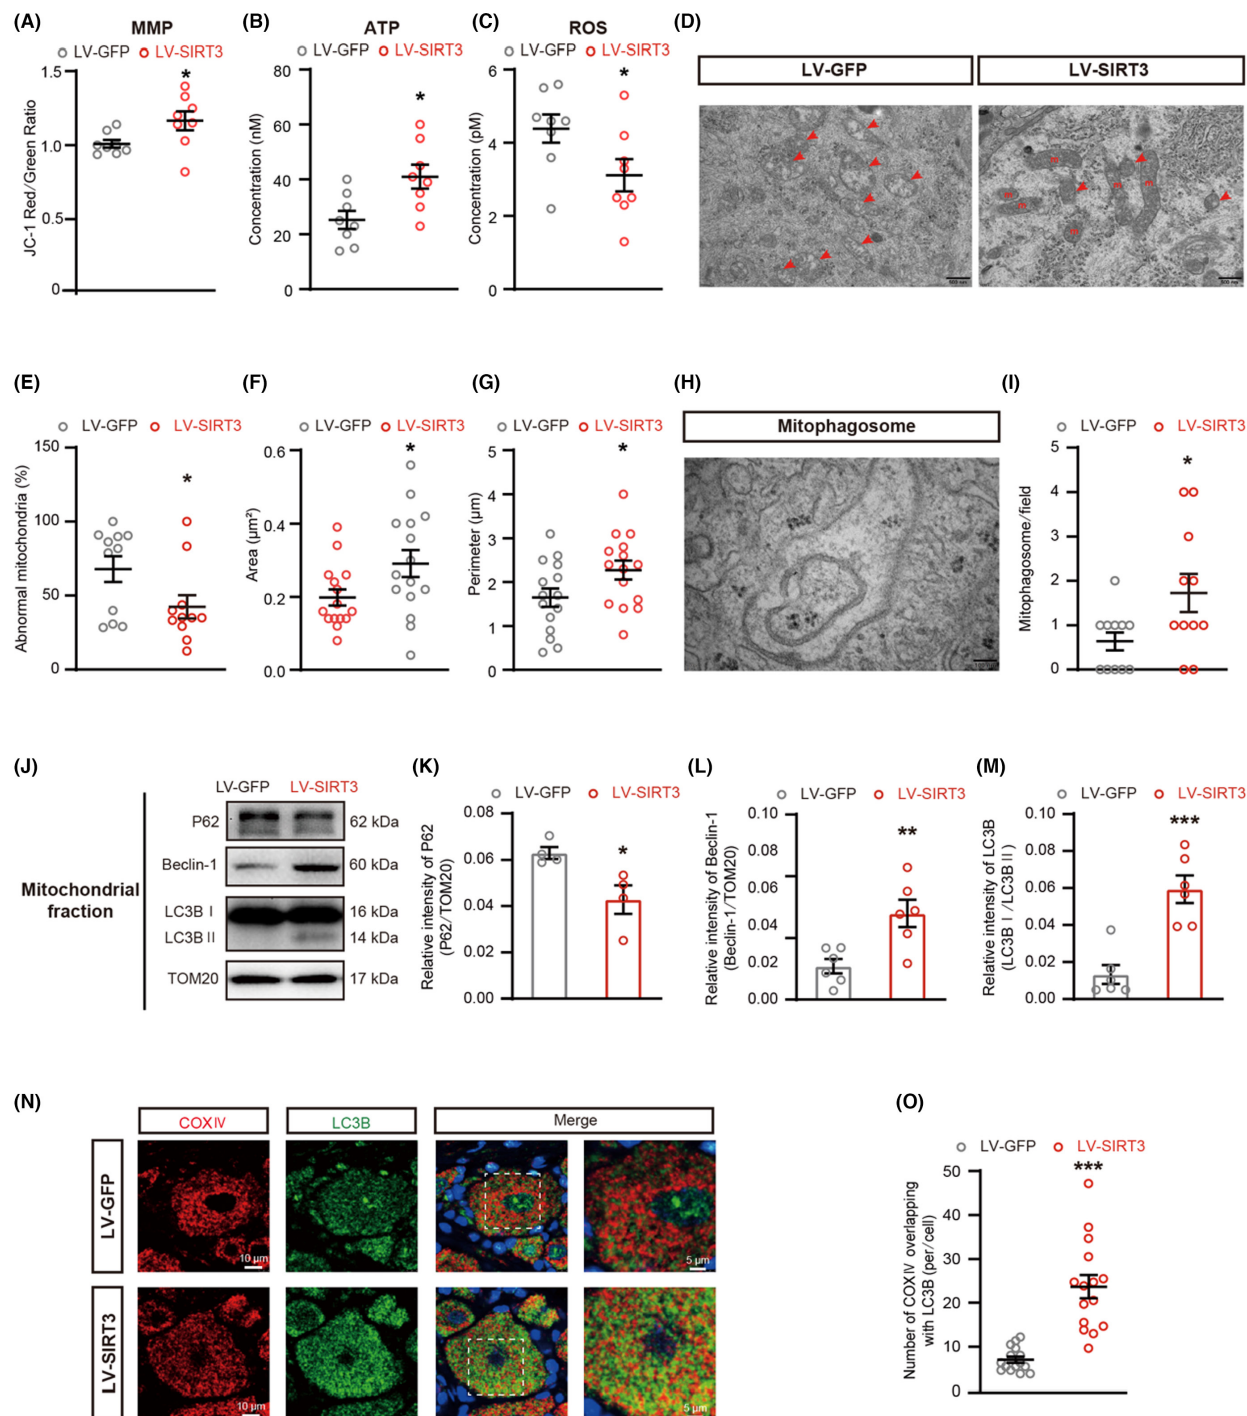 (A)
MMP
LV-GFP LV-SIRT3
JC-1 Red/Green Ratio
1.5
1.0
0.5
0
*
(B)
ATP
LV-GFP LV-SIRT3
Concentration (nM)
80
60
40
20
0
*
(C)
ROS
LV-GFP LV-SIRT3
Concentration (pM)
6
4
2
0
*
(D)
LV-GFP
LV-SIRT3
m
m
m
m
m
m
500 nm
500 nm
(E)
LV-GFP LV-SIRT3
Abnormal mitochondria (%)
150
100
50
0
*
(F)
LV-GFP LV-SIRT3
Area (μm²)
0.6
0.4
0.2
0.0
*
(G)
LV-GFP LV-SIRT3
Perimeter (μm)
5
4
3
2
1
0
*
(H)
Mitophagosome
(I)
LV-GFP LV-SIRT3
Mitophagosome/field
5
4
3
2
1
0
*
(J)
LV-GFP LV-SIRT3
Mitochondrial
fraction
P62 62 kDa
Beclin-1 60 kDa
LC3B Ⅰ 16 kDa
LC3B Ⅱ 14 kDa
TOM20 17 kDa
(K)
LV-GFP LV-SIRT3
Relative intensity of P62
(P62/TOM20)
0.08
0.06
0.04
0.02
0.00
*
(L)
LV-GFP LV-SIRT3
Relative intensity of Beclin-1
(Beclin-1/TOM20)
0.10
0.06
0.02
0.00
**
(M)
LV-GFP LV-SIRT3
Relative intensity of LC3B
(LC3B Ⅰ/LC3B Ⅱ)
0.10
0.08
0.06
0.04
0.02
0.00
***
(N)
COXⅣ LC3B Merge
LV-GFP
10 μm
5 μm
LV-SIRT3
10 μm
5 μm
(O)
LV-GFP LV-SIRT3
Number of COXⅣ overlapping
with LC3B (per/cell)
50
40
30
20
10
0
***